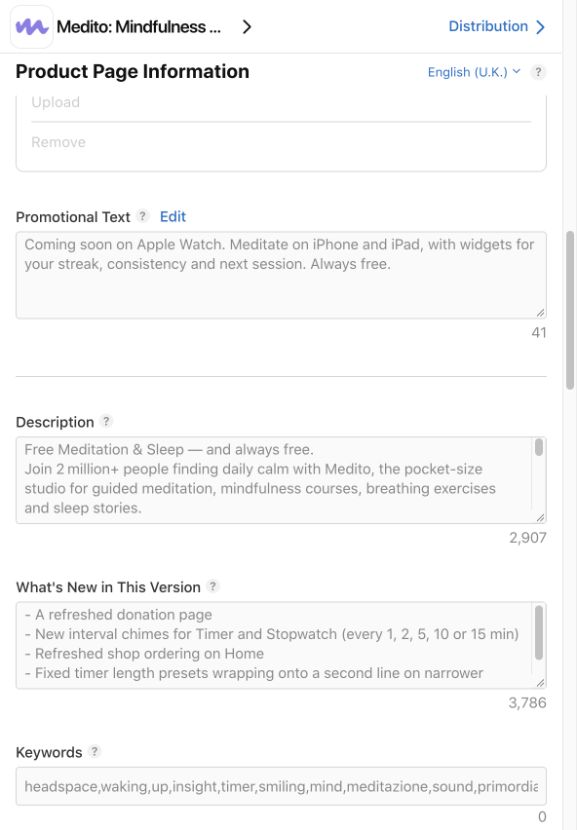 Medito: Mindfulness ...
Distribution
Product Page Information
English (U.K.)
?
Upload
Remove
Promotional Text ? Edit
Coming soon on Apple Watch. Meditate on iPhone and iPad, with widgets for
your streak, consistency and next session. Always free.
41
Description ?
Free Meditation & Sleep — and always free.
Join 2 million+ people finding daily calm with Medito, the pocket-size
studio for guided meditation, mindfulness courses, breathing exercises
and sleep stories.
2,907
What's New in This Version ?
- A refreshed donation page
- New interval chimes for Timer and Stopwatch (every 1, 2, 5, 10 or 15 min)
- Refreshed shop ordering on Home
- Fixed timer length presets wrapping onto a second line on narrower
3,786
Keywords ?
headspace,waking,up,insight,timer,smiling,mind,meditazione,sound,primordia
0